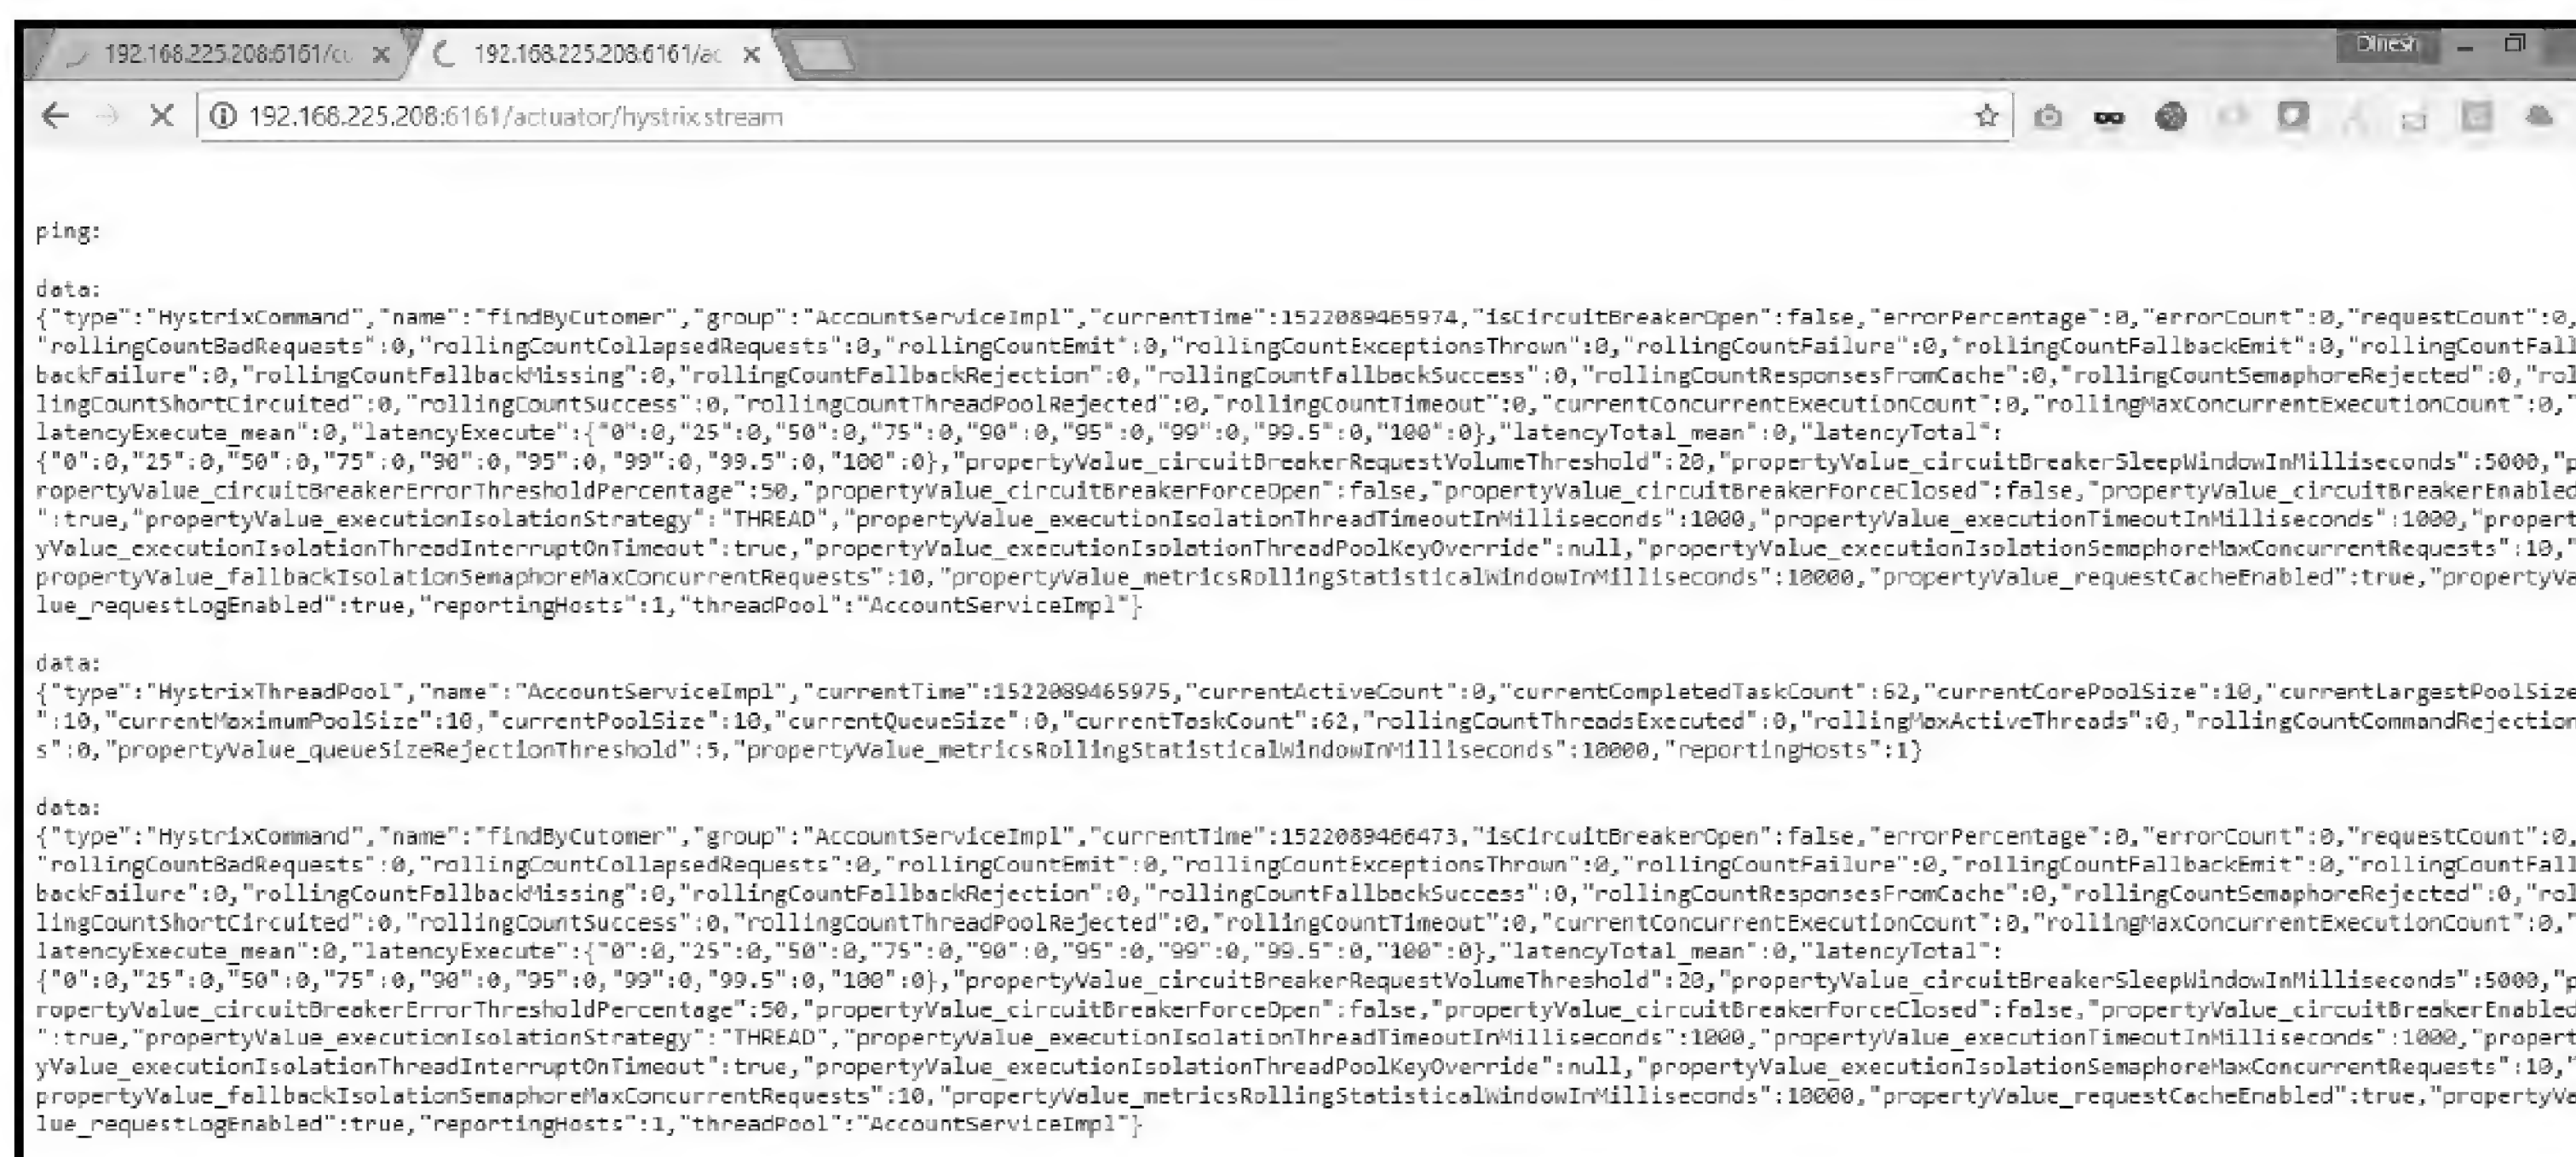 192.168.225.208:6161/cu
192.168.225.208:6161/ac
Dinesh
192.168.225.208:6161/actuator/hystrix.stream
ping:
data:
{"type":"HystrixCommand","name":"findByCutomer","group":"AccountServiceImpl","currentTime":1522089465974,"isCircuitBreakerOpen":false,"errorPercentage":0,"errorCount":0,"requestCount":0,
"rollingCountBadRequests":0,"rollingCountCollapsedRequests":0,"rollingCountEmit":0,"rollingCountExceptionsThrown":0,"rollingCountFailure":0,"rollingCountFallbackEmit":0,"rollingCountFall
backFailure":0,"rollingCountFallbackMissing":0,"rollingCountFallbackRejection":0,"rollingCountFallbackSuccess":0,"rollingCountResponsesFromCache":0,"rollingCountSemaphoreRejected":0,"rol
lingCountShortCircuited":0,"rollingCountSuccess":0,"rollingCountThreadPoolRejected":0,"rollingCountTimeout":0,"currentConcurrentExecutionCount":0,"rollingMaxConcurrentExecutionCount":0,"
latencyExecute_mean":0,"latencyExecute":{"0":0,"25":0,"50":0,"75":0,"90":0,"95":0,"99":0,"99.5":0,"100":0},"latencyTotal_mean":0,"latencyTotal":
{"0":0,"25":0,"50":0,"75":0,"90":0,"95":0,"99":0,"99.5":0,"100":0},"propertyValue_circuitBreakerRequestVolumeThreshold":20,"propertyValue_circuitBreakerSleepWindowInMilliseconds":5000,"p
ropertyValue_circuitBreakerErrorThresholdPercentage":50,"propertyValue_circuitBreakerForceOpen":false,"propertyValue_circuitBreakerForceClosed":false,"propertyValue_circuitBreakerEnabled
":true,"propertyValue_executionIsolationStrategy":"THREAD","propertyValue_executionIsolationThreadTimeoutInMilliseconds":1000,"propertyValue_executionTimeoutInMilliseconds":1000,"propert
yValue_executionIsolationThreadInterruptOnTimeout":true,"propertyValue_executionIsolationThreadPoolKeyOverride":null,"propertyValue_executionIsolationSemaphoreMaxConcurrentRequests":10,"
propertyValue_fallbackIsolationSemaphoreMaxConcurrentRequests":10,"propertyValue_metricsRollingStatisticalWindowInMilliseconds":10000,"propertyValue_requestCacheEnabled":true,"propertyVa
lue_requestLogEnabled":true,"reportingHosts":1,"threadPool":"AccountServiceImpl"}
data:
{"type":"HystrixThreadPool","name":"AccountServiceImpl","currentTime":1522089465975,"currentActiveCount":0,"currentCompletedTaskCount":62,"currentCorePoolSize":10,"currentLargestPoolSize
":10,"currentMaximumPoolSize":10,"currentPoolSize":10,"currentQueueSize":0,"currentTaskCount":62,"rollingCountThreadsExecuted":0,"rollingMaxActiveThreads":0,"rollingCountCommandRejection
s":0,"propertyValue_queueSizeRejectionThreshold":5,"propertyValue_metricsRollingStatisticalWindowInMilliseconds":10000,"reportingHosts":1}
data:
{"type":"HystrixCommand","name":"findByCutomer","group":"AccountServiceImpl","currentTime":1522089466473,"isCircuitBreakerOpen":false,"errorPercentage":0,"errorCount":0,"requestCount":0,
"rollingCountBadRequests":0,"rollingCountCollapsedRequests":0,"rollingCountEmit":0,"rollingCountExceptionsThrown":0,"rollingCountFailure":0,"rollingCountFallbackEmit":0,"rollingCountFall
backFailure":0,"rollingCountFallbackMissing":0,"rollingCountFallbackRejection":0,"rollingCountFallbackSuccess":0,"rollingCountResponsesFromCache":0,"rollingCountSemaphoreRejected":0,"rol
lingCountShortCircuited":0,"rollingCountSuccess":0,"rollingCountThreadPoolRejected":0,"rollingCountTimeout":0,"currentConcurrentExecutionCount":0,"rollingMaxConcurrentExecutionCount":0,"
latencyExecute_mean":0,"latencyExecute":{"0":0,"25":0,"50":0,"75":0,"90":0,"95":0,"99":0,"99.5":0,"100":0},"latencyTotal_mean":0,"latencyTotal":
{"0":0,"25":0,"50":0,"75":0,"90":0,"95":0,"99":0,"99.5":0,"100":0},"propertyValue_circuitBreakerRequestVolumeThreshold":20,"propertyValue_circuitBreakerSleepWindowInMilliseconds":5000,"p
ropertyValue_circuitBreakerErrorThresholdPercentage":50,"propertyValue_circuitBreakerForceOpen":false,"propertyValue_circuitBreakerForceClosed":false,"propertyValue_circuitBreakerEnabled
":true,"propertyValue_executionIsolationStrategy":"THREAD","propertyValue_executionIsolationThreadTimeoutInMilliseconds":1000,"propertyValue_executionTimeoutInMilliseconds":1000,"propert
yValue_executionIsolationThreadInterruptOnTimeout":true,"propertyValue_executionIsolationThreadPoolKeyOverride":null,"propertyValue_executionIsolationSemaphoreMaxConcurrentRequests":10,"
propertyValue_fallbackIsolationSemaphoreMaxConcurrentRequests":10,"propertyValue_metricsRollingStatisticalWindowInMilliseconds":10000,"propertyValue_requestCacheEnabled":true,"propertyVa
lue_requestLogEnabled":true,"reportingHosts":1,"threadPool":"AccountServiceImpl"}